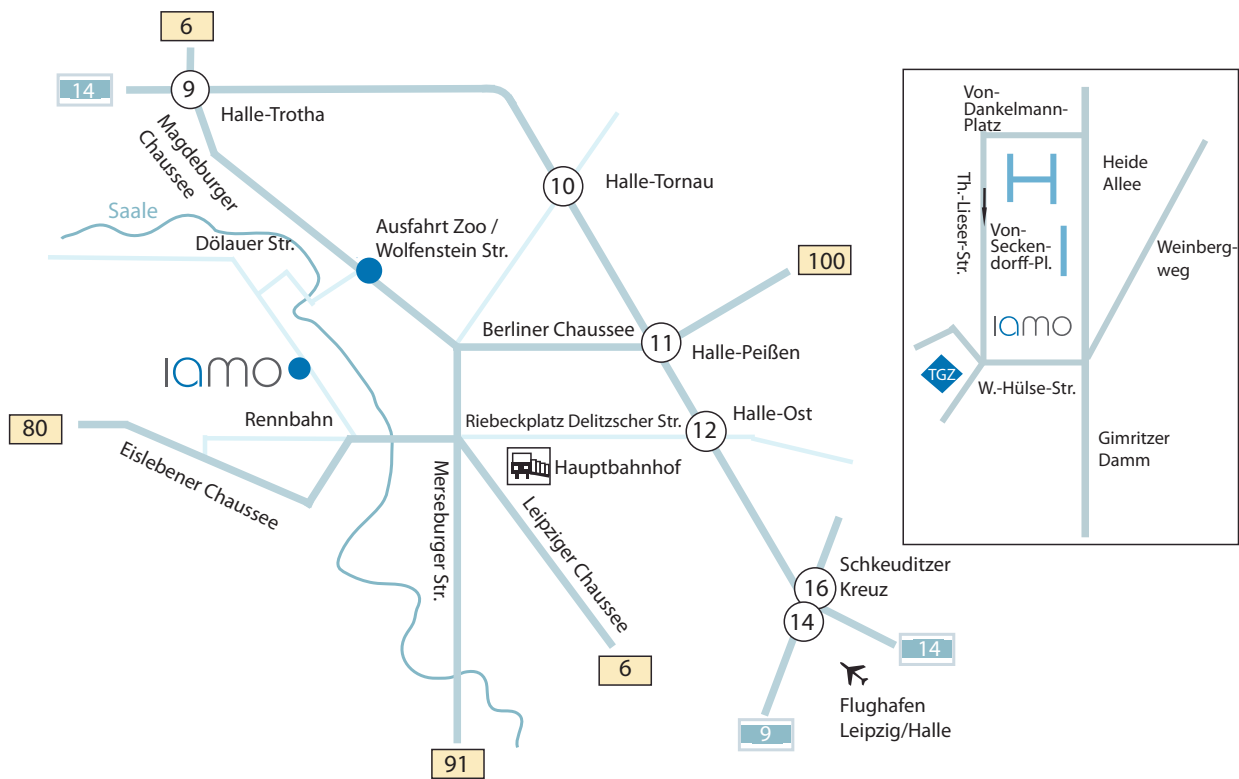 6
14
9
Halle-Trotha
Magdeburger
Chaussee
10
Halle-Tornau
Saale
Dölauer Str.
Ausfahrt Zoo /
Wolfenstein Str.
100
Berliner Chaussee
11
Halle-Peißen
iamo
80
Rennbahn
Riebeckplatz Delitzscher Str.
12
Halle-Ost
Eislebener Chaussee
Hauptbahnhof
Merseburger Str.
Leipziger Chaussee
Schkeuditzer
Kreuz
16
14
14
6
9
Flughafen
Leipzig/Halle
91
Von-
Dankelmann-
Platz
Heide
Allee
Th.-Lieser-Str.
Von-
Secken-
dorff-Pl.
Weinberg-
weg
iamo
TGZ
W.-Hülse-Str.
Gimritzer
Damm